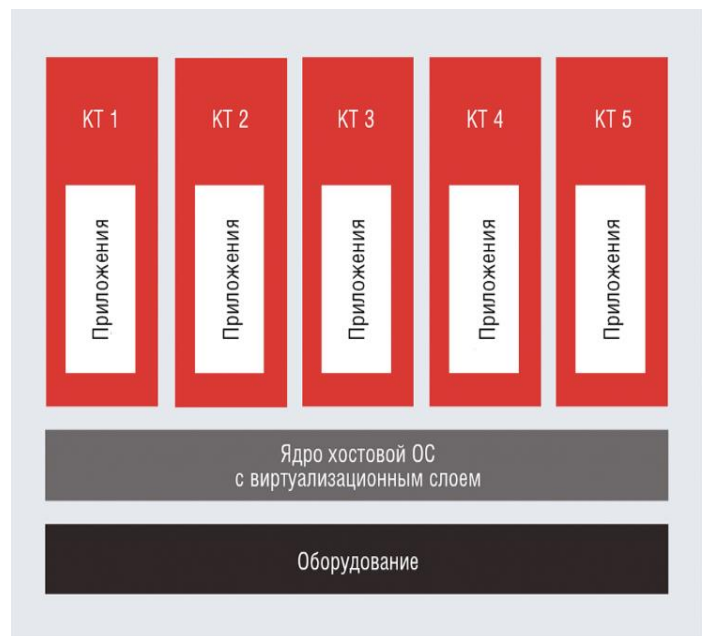 КТ 1
КТ 2
КТ 3
КТ 4
КТ 5
Приложения
Приложения
Приложения
Приложения
Приложения
Ядро хостовой ОС
с виртуализационным слоем
Оборудование